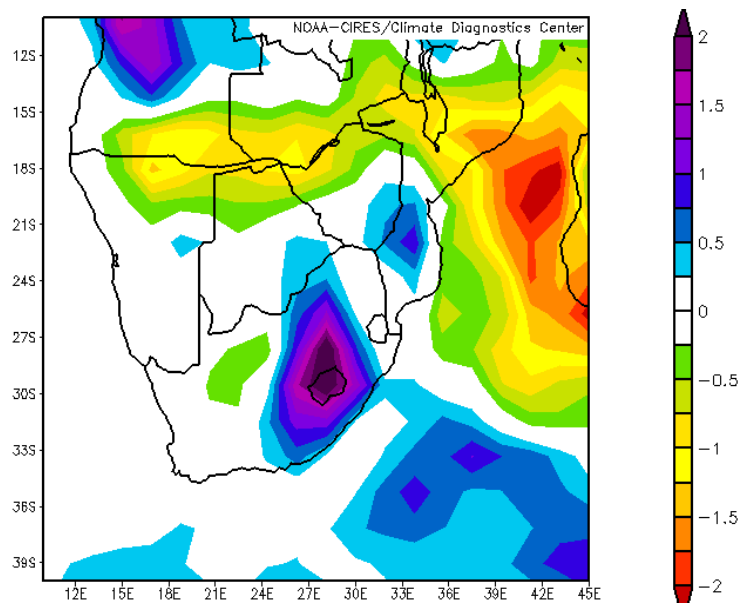 NOAA-CIRES/Climate Diagnostics Center
12S
15S
18S
21S
24S
27S
30S
33S
36S
39S
12E
15E
18E
21E
24E
27E
30E
33E
36E
39E
42E
45E
2
1.5
1
0.5
0
-0.5
-1
-1.5
-2